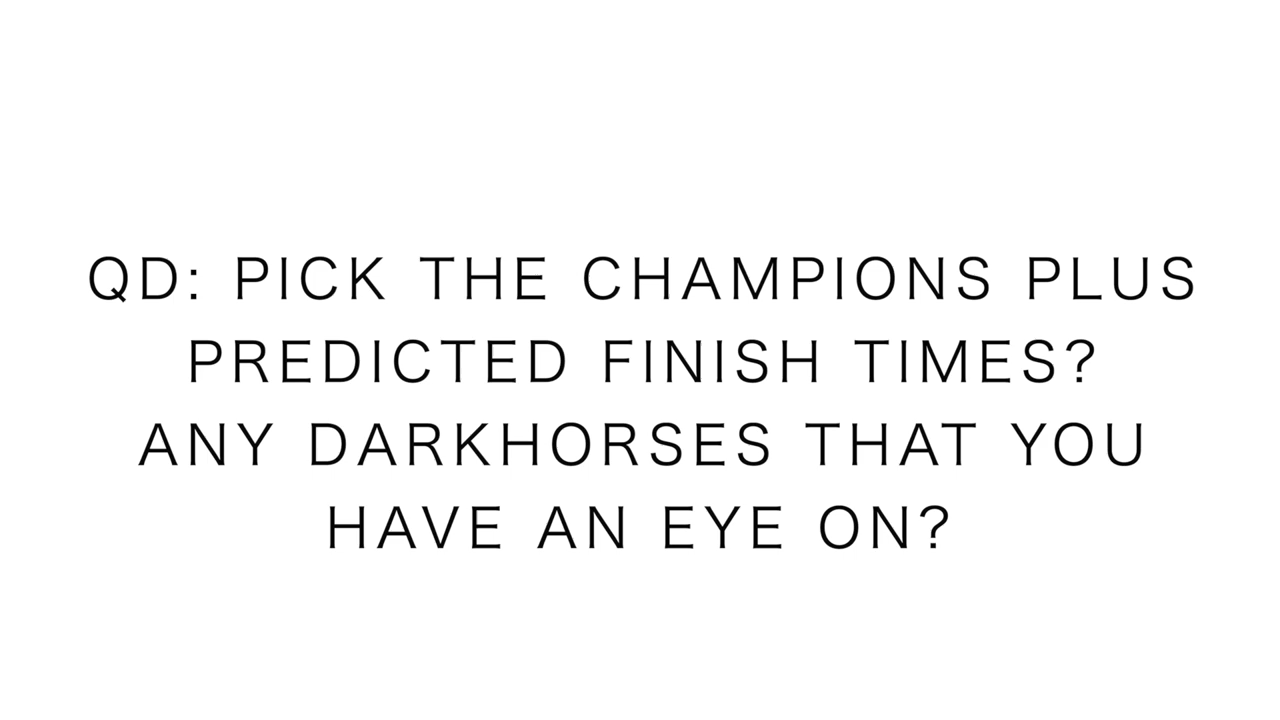 QD: PICK THE CHAMPIONS PLUS
PREDICTED FINISH TIMES?
ANY DARKHORSES THAT YOU
HAVE AN EYE ON?